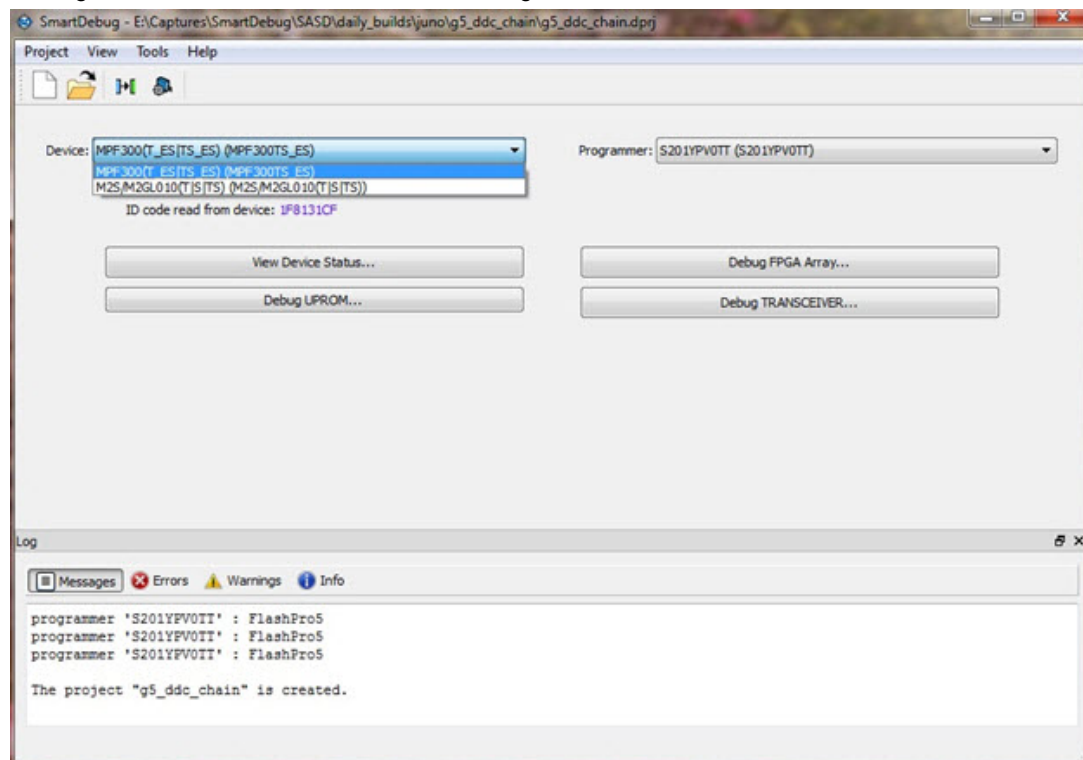 SmartDebug - E:\Captures\SmartDebug\SASD\daily_builds\juno\g5_ddc_chain\g5_ddc_chain.dprj
Project View Tools Help
Device: MPF300(T_ES|TS_ES) (MPF300TS_ES) Programmer: S201YPV0TT (S201YPV0TT)
MPF300(T_ES|TS_ES) (MPF300TS_ES)
M2S/M2GL010(T|S|TS) (M2S/M2GL010(T|S|TS))
ID code read from device: 1F8131CF
View Device Status... Debug FPGA Array...
Debug UPROM... Debug TRANSCEIVER...
Log
Messages Errors Warnings Info
programmer 'S201YPV0TT' : FlashPro5
programmer 'S201YPV0TT' : FlashPro5
programmer 'S201YPV0TT' : FlashPro5
The project "g5_ddc_chain" is created.